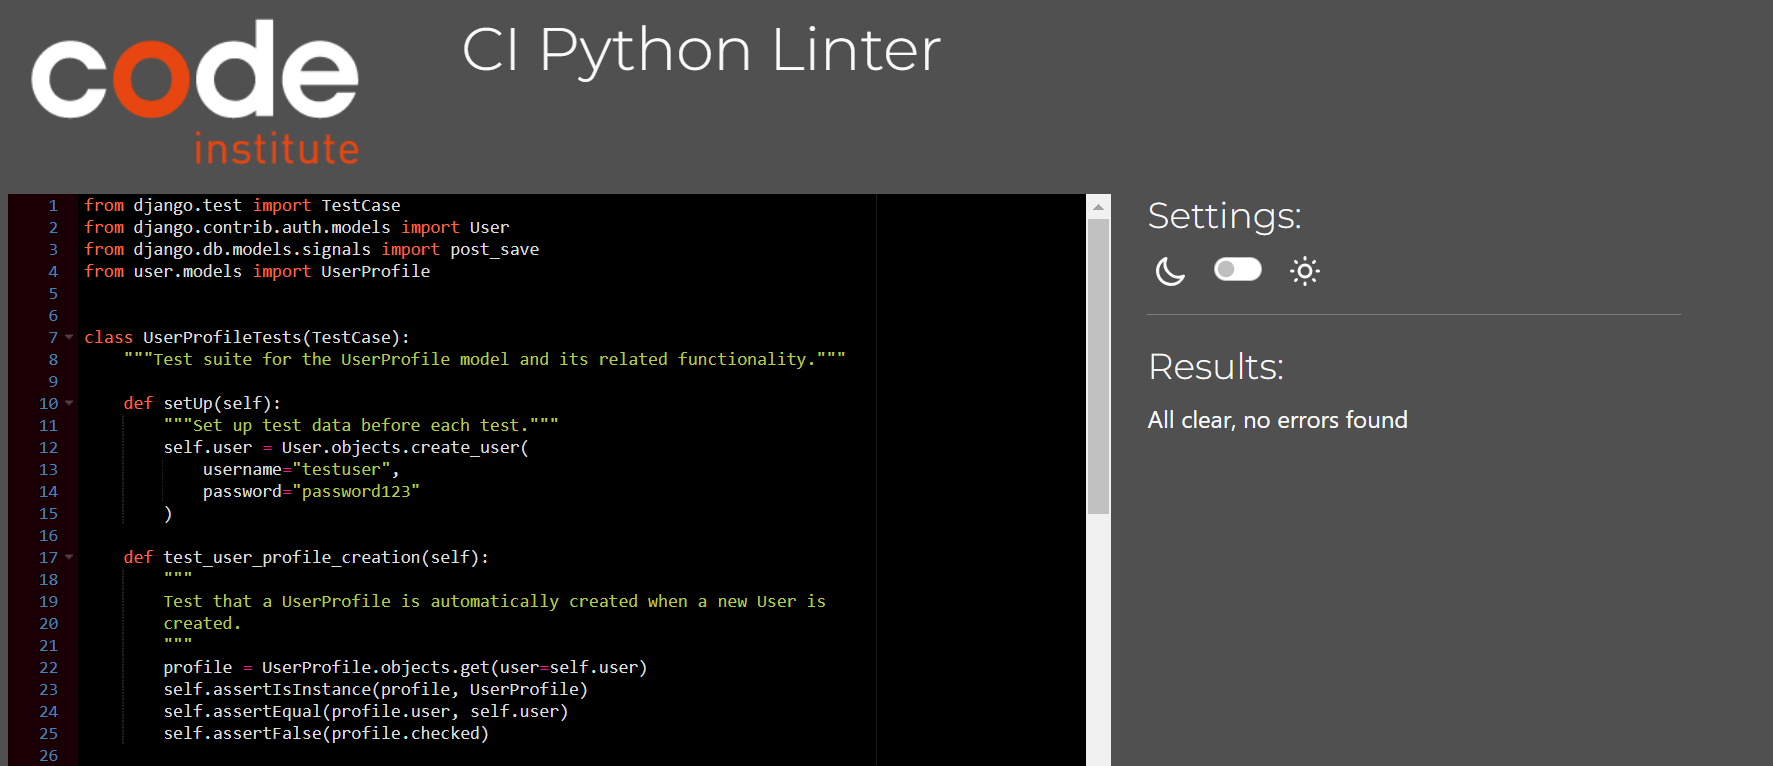 code
institute
CI Python Linter
1 from django.test import TestCase
2 from django.contrib.auth.models import User
3 from django.db.models.signals import post_save
4 from user.models import UserProfile
5
6
7 class UserProfileTests(TestCase):
8     """Test suite for the UserProfile model and its related functionality."""
9
10     def setUp(self):
11         """Set up test data before each test."""
12         self.user = User.objects.create_user(
13             username="testuser",
14             password="password123"
15         )
16
17     def test_user_profile_creation(self):
18         """
19         Test that a UserProfile is automatically created when a new User is
20         created.
21         """
22         profile = UserProfile.objects.get(user=self.user)
23         self.assertIsInstance(profile, UserProfile)
24         self.assertEqual(profile.user, self.user)
25         self.assertFalse(profile.checked)
26
Settings:
Results:
All clear, no errors found